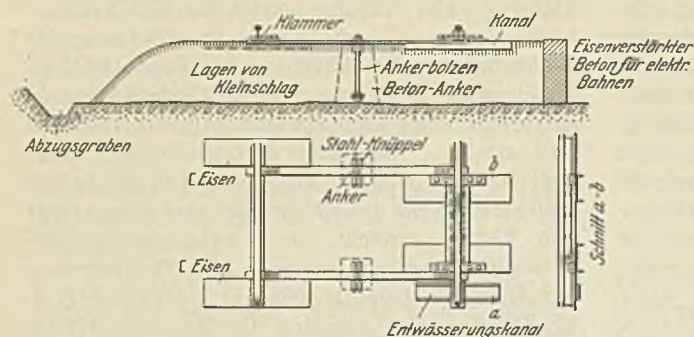 Klammer
Kanal
Lagen von
Kleinschlag
Ankerbolzen
Beton-Anker
Eisenverstärkter
Beton für elektr.
Bahnen
Abzugsgraben
Stahl-Knüppel
[ Eisen
Anker
b
[ Eisen
a
Entwässerungskanal
Schnitt a-b